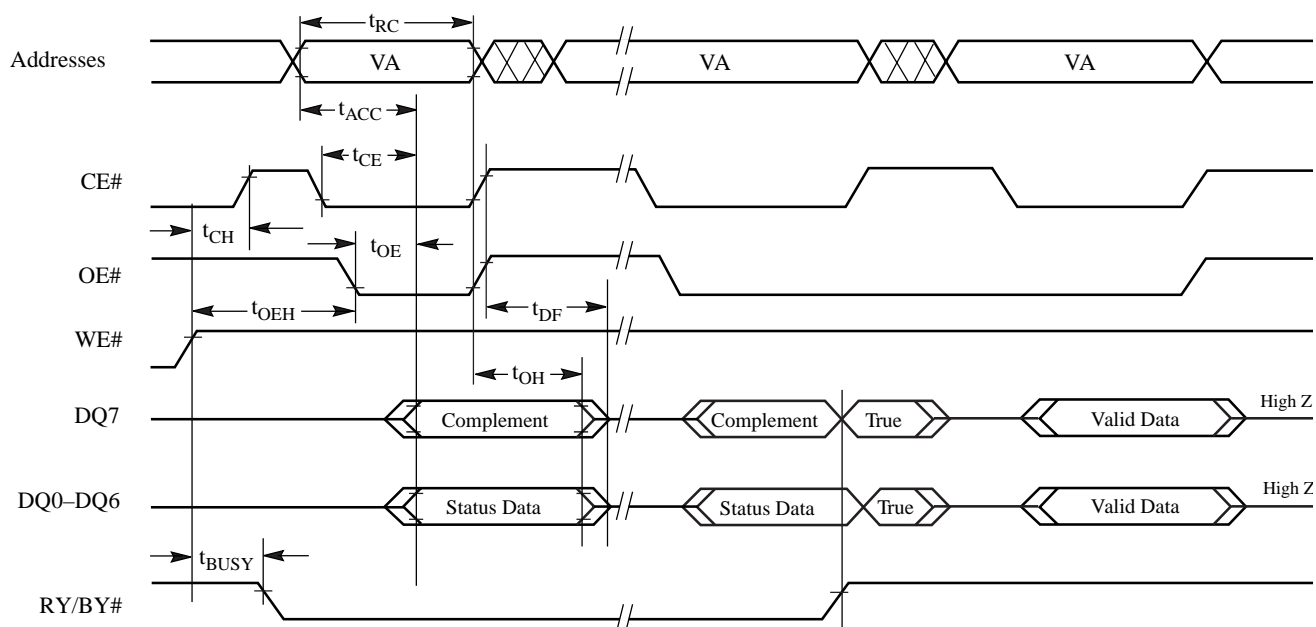 tRC
Addresses VA VA VA
tACC
tCE
CE#
tCH tOE
OE#
tOEH tDF
WE#
tOH
DQ7 Complement Complement True Valid Data High Z
DQ0–DQ6 Status Data Status Data True Valid Data High Z
tBUSY
RY/BY#